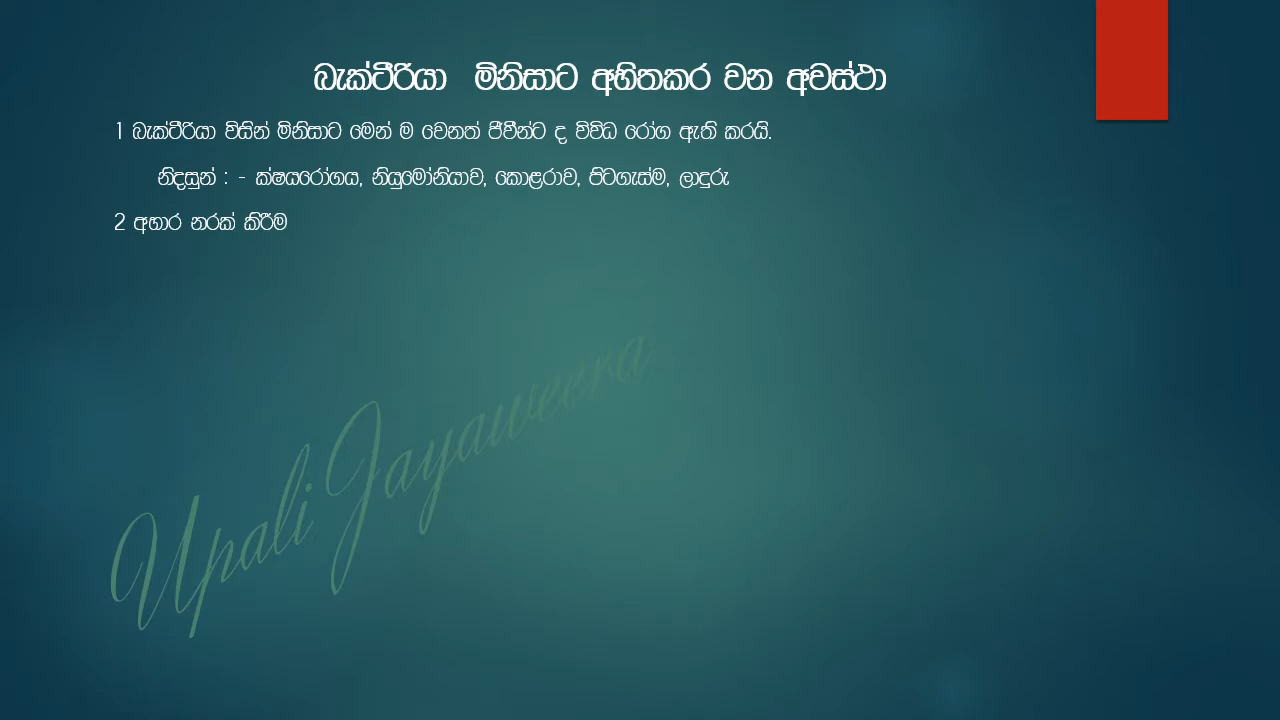 බැක්ටීරියා මිනිසාට අහිතකර වන අවස්ථා
1 බැක්ටීරියා විසින් මිනිසාට මෙන් ම වෙනත් ජීවීන්ට ද විවිධ රෝග ඇති කරයි.
නිදසුන් : - ක්ෂයරෝගය, නියුමෝනියාව, කොළරාව, පිටගැස්ම, ලාදුරු
2 අහාර නරක් කිරීම
Upali Jayaweera